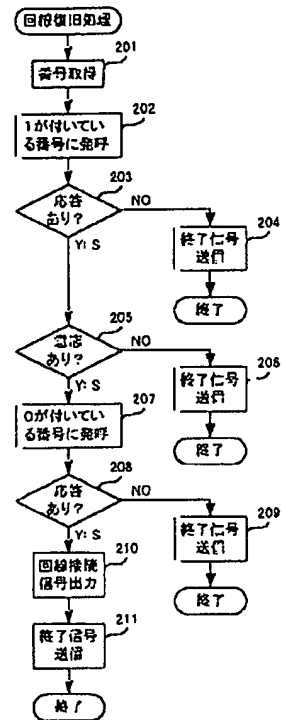 回線復旧処理
201
番号取得
202
1が付いてい
る番号に発呼
203
応答
あり?
NO
YES
204
終了信号
送信
終了
205
あり?
NO
YES
206
終了信号
送信
終了
207
0が付いてい
る番号に発呼
208
応答
あり?
NO
YES
209
終了信号
送信
終了
210
回線接続
信号出力
211
終了信号
送信
終了